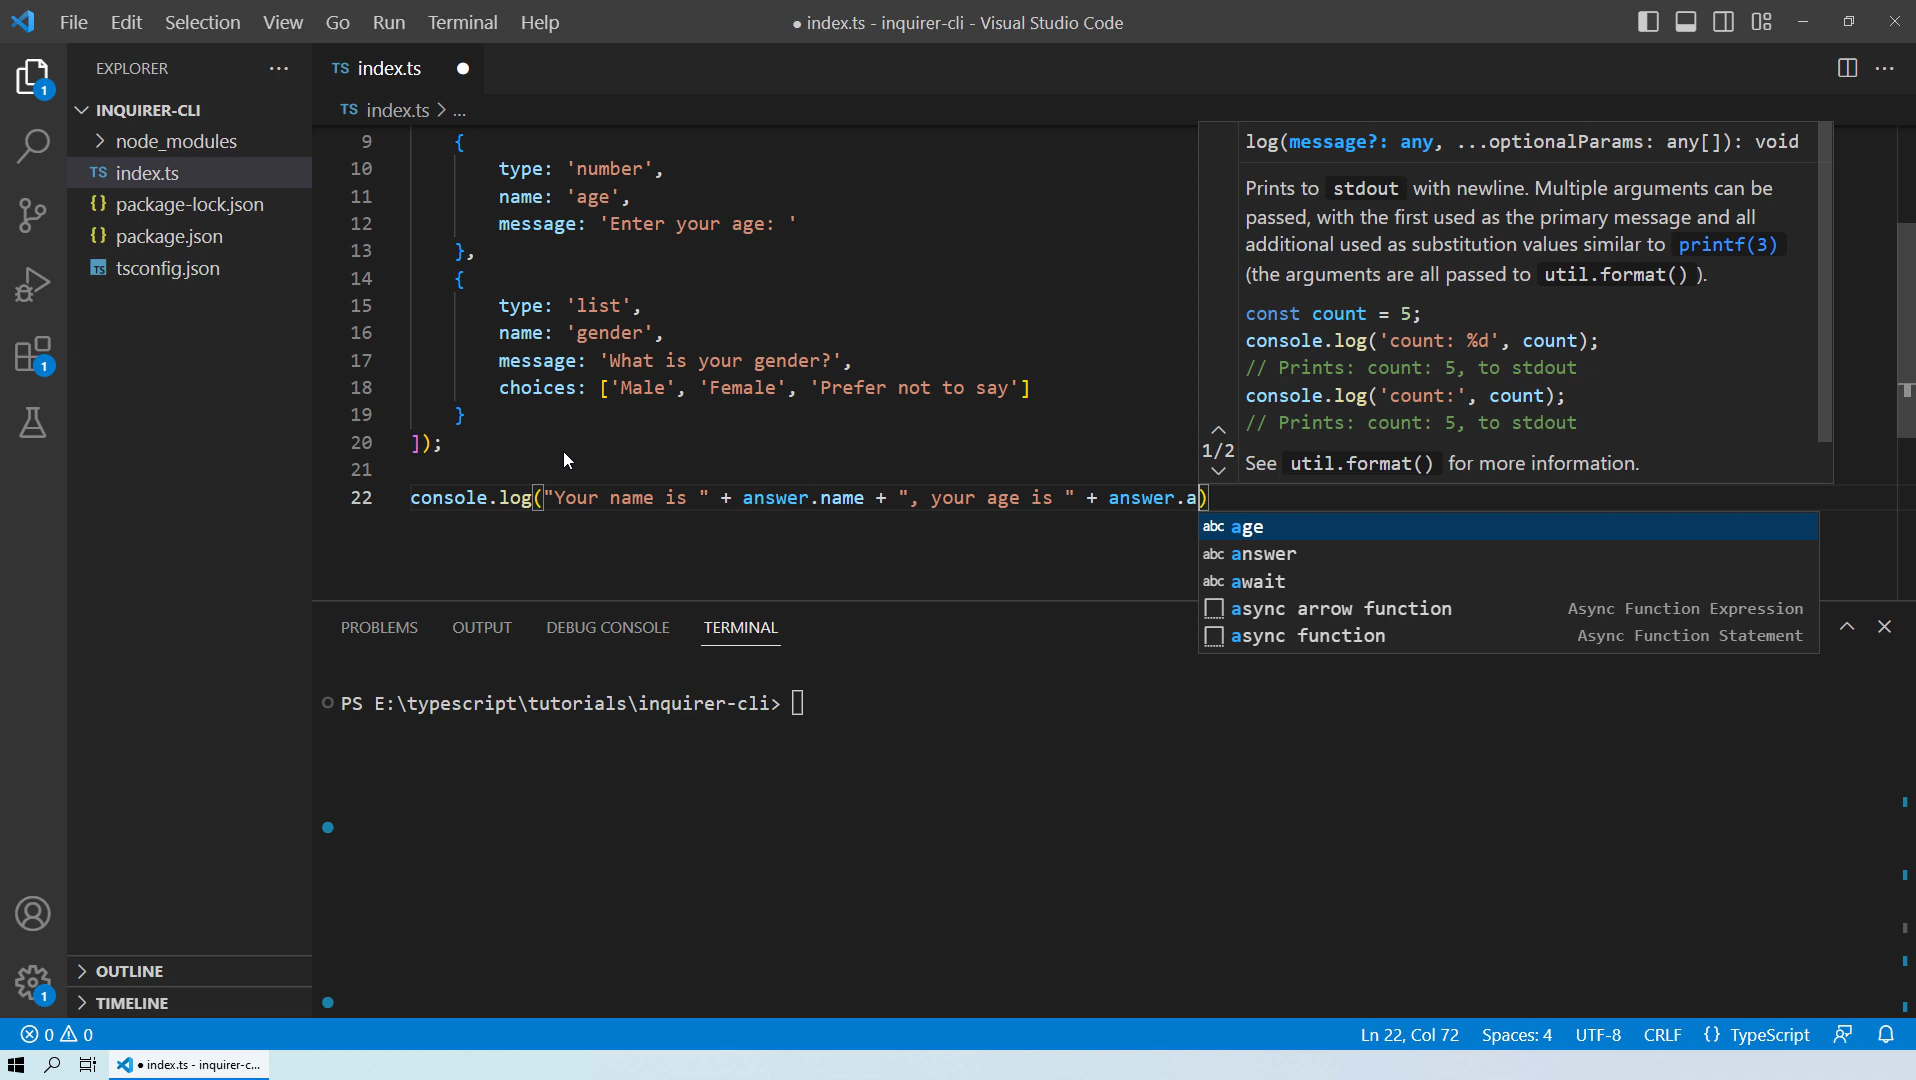 File Edit Selection View Go Run Terminal Help
● index.ts - inquirer-cli - Visual Studio Code
EXPLORER
INQUIRER-CLI
node_modules
TS index.ts
{} package-lock.json
{} package.json
TS tsconfig.json
OUTLINE
TIMELINE
1
1
1
TS index.ts
TS index.ts > ...
9 {
10 type: 'number',
11 name: 'age',
12 message: 'Enter your age: '
13 },
14 {
15 type: 'list',
16 name: 'gender',
17 message: 'What is your gender?',
18 choices: ['Male', 'Female', 'Prefer not to say']
19 }
20 ]);
21
22 console.log("Your name is " + answer.name + ", your age is " + answer.a)
log(message?: any, ...optionalParams: any[]): void
Prints to stdout with newline. Multiple arguments can be
passed, with the first used as the primary message and all
additional used as substitution values similar to printf(3)
(the arguments are all passed to util.format() ).
const count = 5;
console.log('count: %d', count);
// Prints: count: 5, to stdout
console.log('count:', count);
// Prints: count: 5, to stdout
1/2
See util.format() for more information.
abc age
abc answer
abc await
async arrow function Async Function Expression
async function Async Function Statement
PROBLEMS OUTPUT DEBUG CONSOLE TERMINAL
PS E:\typescript\tutorials\inquirer-cli>
0 0
Ln 22, Col 72 Spaces: 4 UTF-8 CRLF {} TypeScript
● index.ts - inquirer-c...